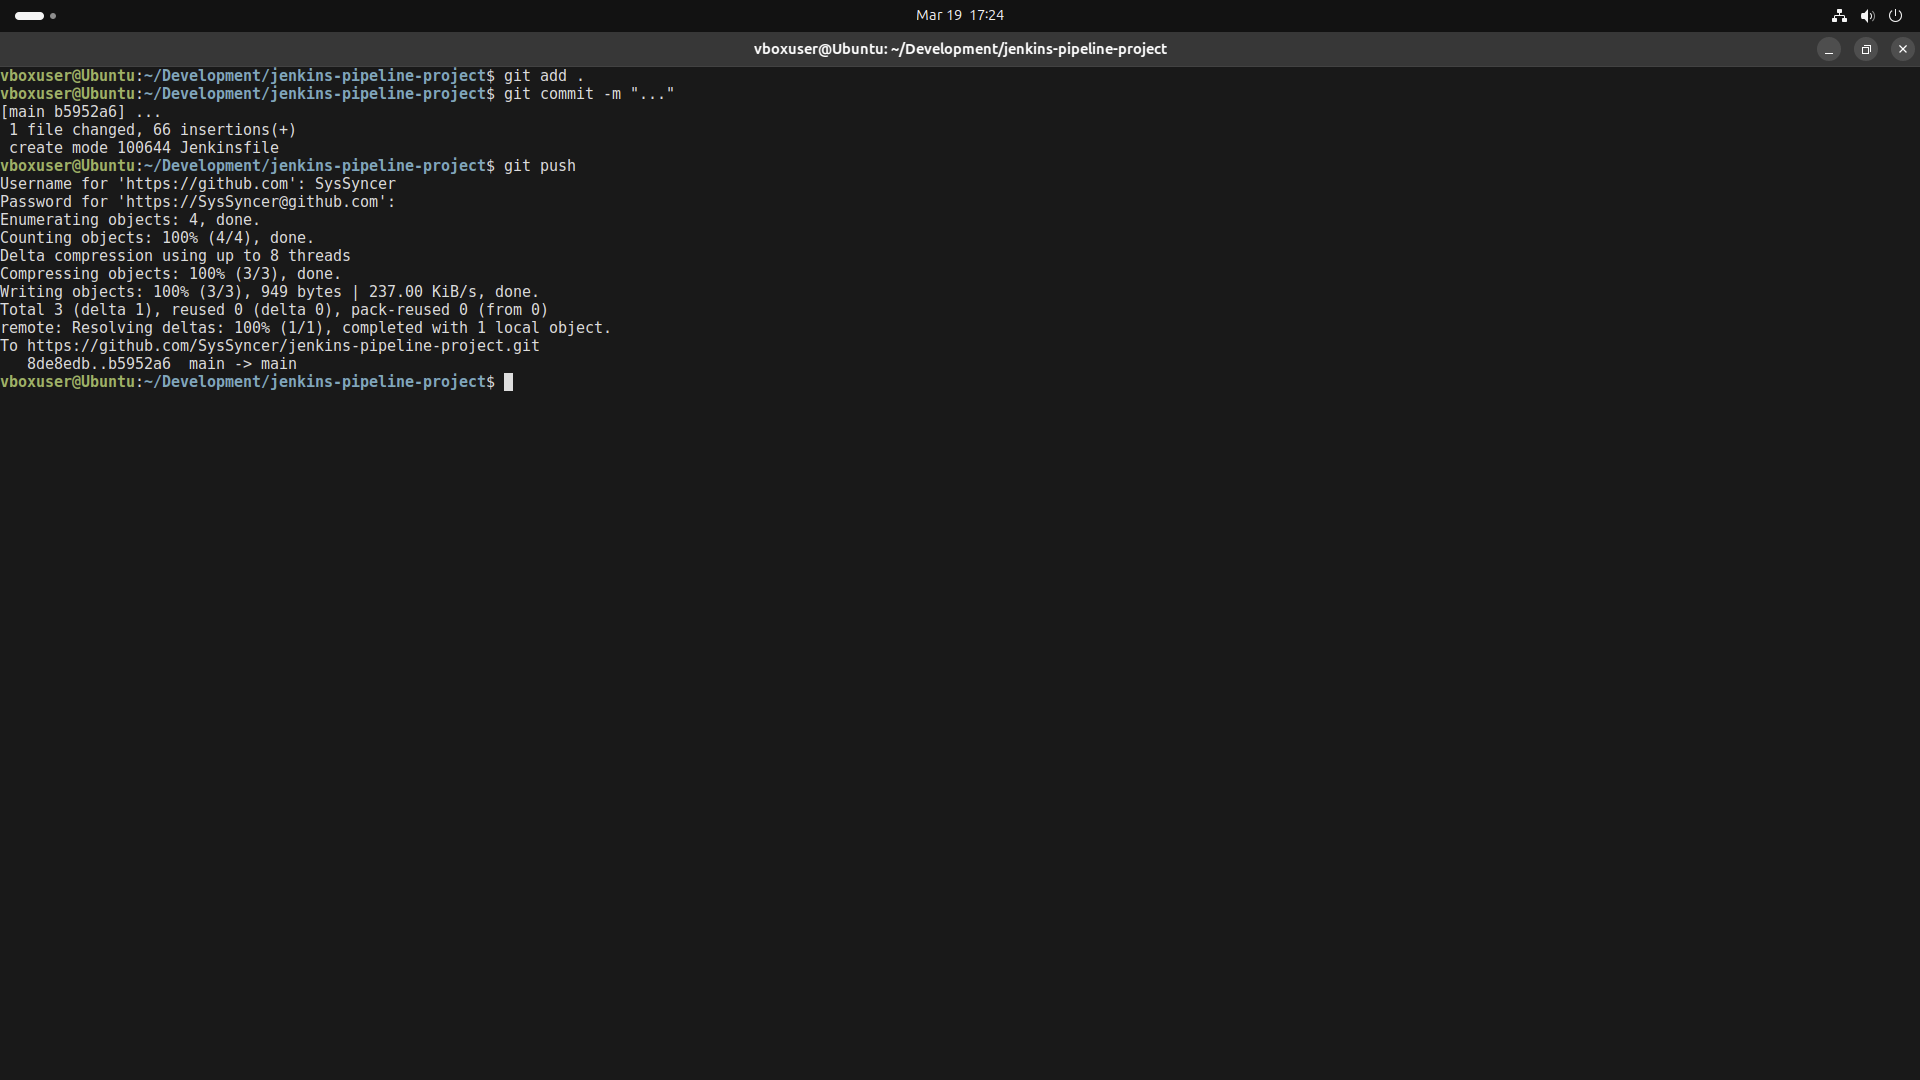 Mar 19 17:24
vboxuser@Ubuntu: ~/Development/jenkins-pipeline-project
vboxuser@Ubuntu:~/Development/jenkins-pipeline-project$ git add .
vboxuser@Ubuntu:~/Development/jenkins-pipeline-project$ git commit -m "..."
[main b5952a6] ...
 1 file changed, 66 insertions(+)
 create mode 100644 Jenkinsfile
vboxuser@Ubuntu:~/Development/jenkins-pipeline-project$ git push
Username for 'https://github.com': SysSyncer
Password for 'https://SysSyncer@github.com':
Enumerating objects: 4, done.
Counting objects: 100% (4/4), done.
Delta compression using up to 8 threads
Compressing objects: 100% (3/3), done.
Writing objects: 100% (3/3), 949 bytes | 237.00 KiB/s, done.
Total 3 (delta 1), reused 0 (delta 0), pack-reused 0 (from 0)
remote: Resolving deltas: 100% (1/1), completed with 1 local object.
To https://github.com/SysSyncer/jenkins-pipeline-project.git
   8de8edb..b5952a6  main -> main
vboxuser@Ubuntu:~/Development/jenkins-pipeline-project$